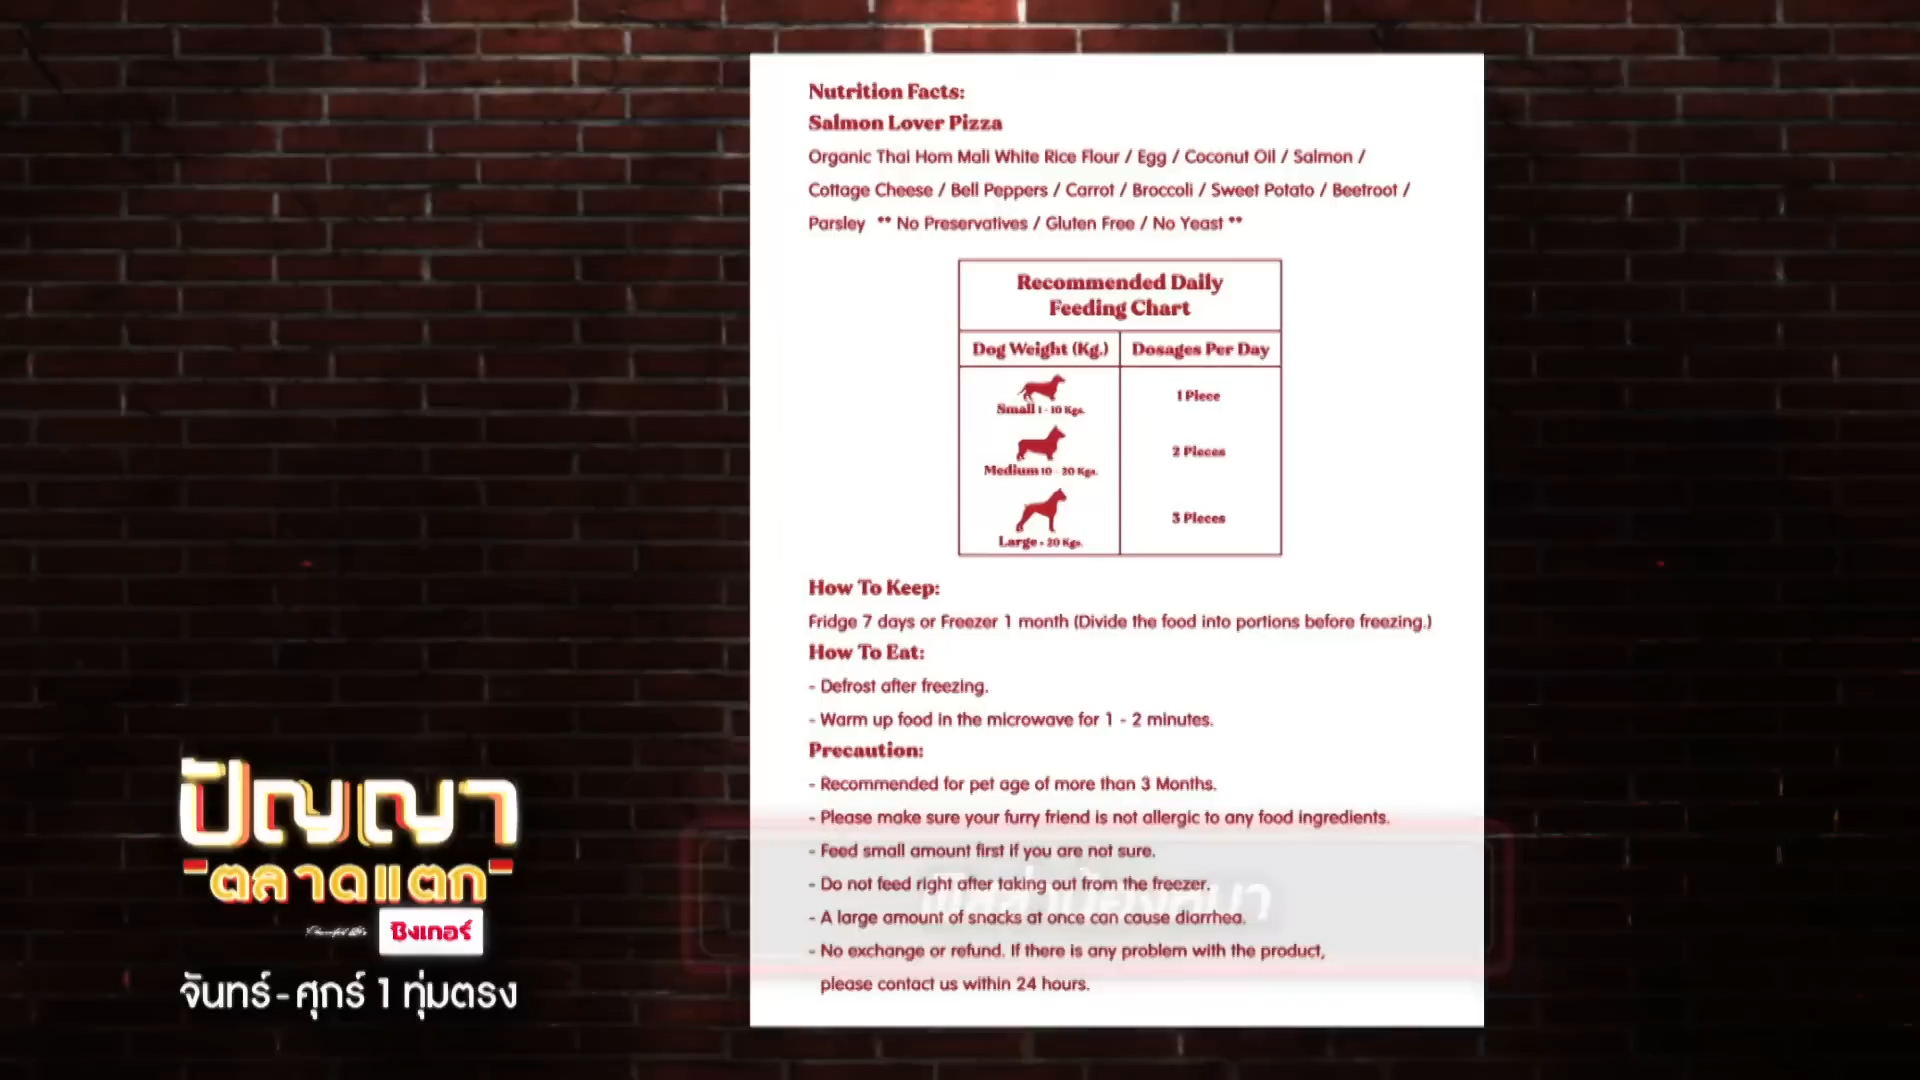 Nutrition Facts:
Salmon Lover Pizza
Organic Thai Hom Mali White Rice Flour / Egg / Coconut Oil / Salmon /
Cottage Cheese / Bell Peppers / Carrot / Broccoli / Sweet Potato / Beetroot /
Parsley ** No Preservatives / Gluten Free / No Yeast **
Recommended Daily
Feeding Chart
Dog Weight (Kg.) Dosages Per Day
Small 1 - 10 Kgs.
1 Piece
Medium 10 - 20 Kgs.
2 Pieces
Large + 20 Kgs.
3 Pieces
How To Keep:
Fridge 7 days or Freezer 1 month (Divide the food into portions before freezing.)
How To Eat:
- Defrost after freezing.
- Warm up food in the microwave for 1 - 2 minutes.
Precaution:
- Recommended for pet age of more than 3 Months.
- Please make sure your furry friend is not allergic to any food ingredients.
- Feed small amount first if you are not sure.
- Do not feed right after taking out from the freezer.
- A large amount of snacks at once can cause diarrhea.
- No exchange or refund. If there is any problem with the product,
please contact us within 24 hours.
ปัญญา
"ตลาดแตก"
ซิงเกอร์
จันทร์ - ศุกร์ 1 ทุ่มตรง